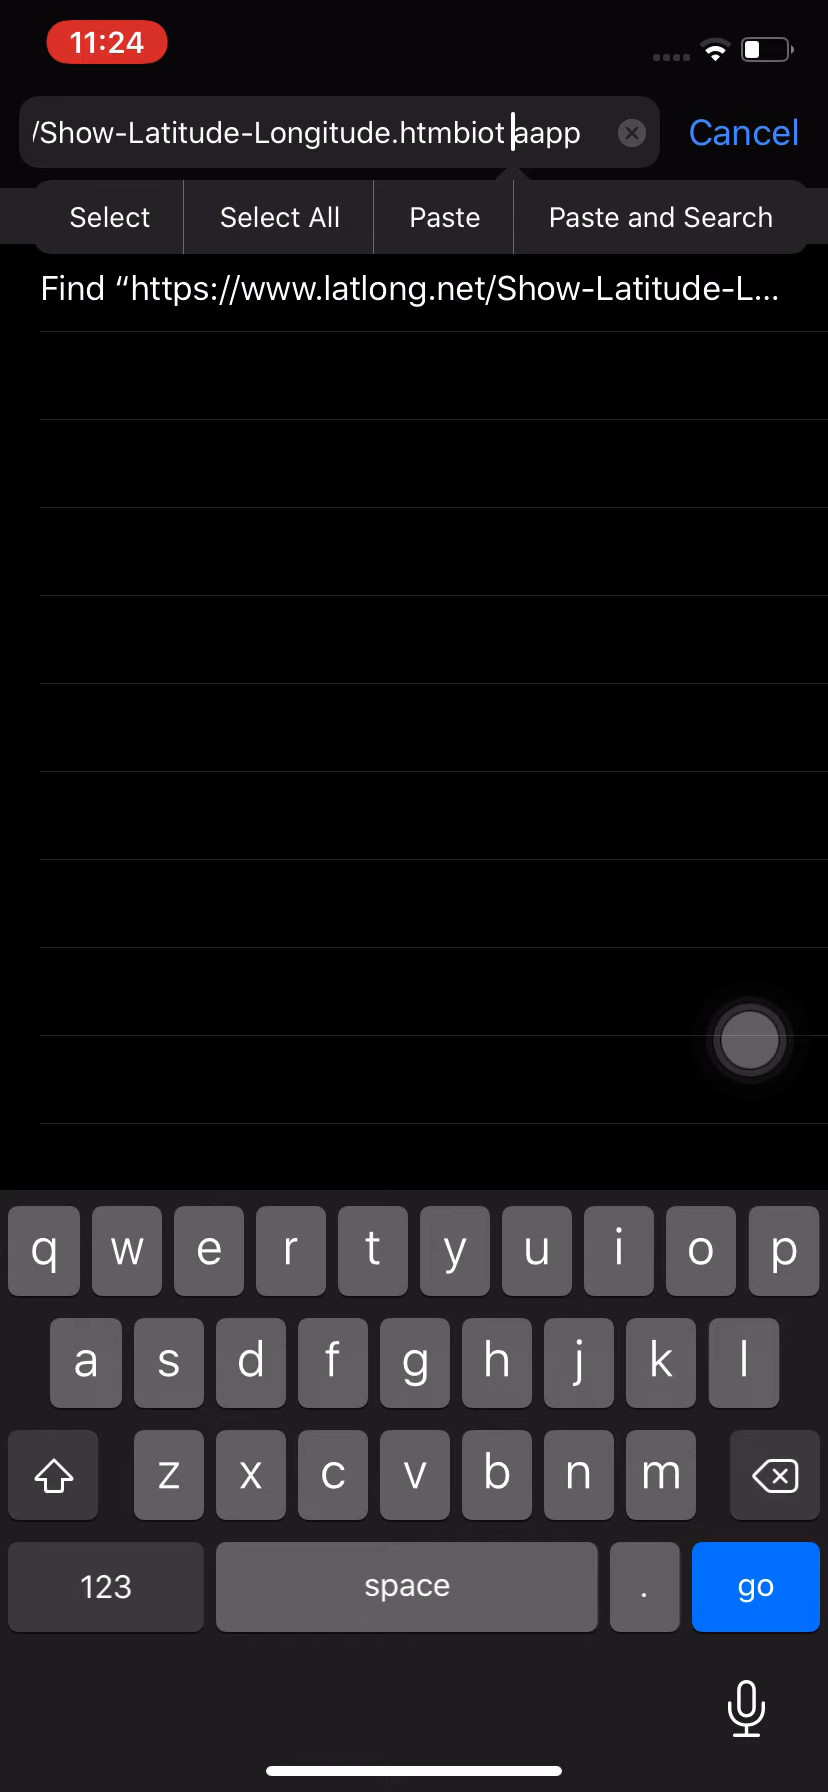 11:24
/Show-Latitude-Longitude.htmbiot aapp
Cancel
Select Select All Paste Paste and Search
Find “https://www.latlong.net/Show-Latitude-L...
q w e r t y u i o p
a s d f g h j k l
z x c v b n m
123 space . go